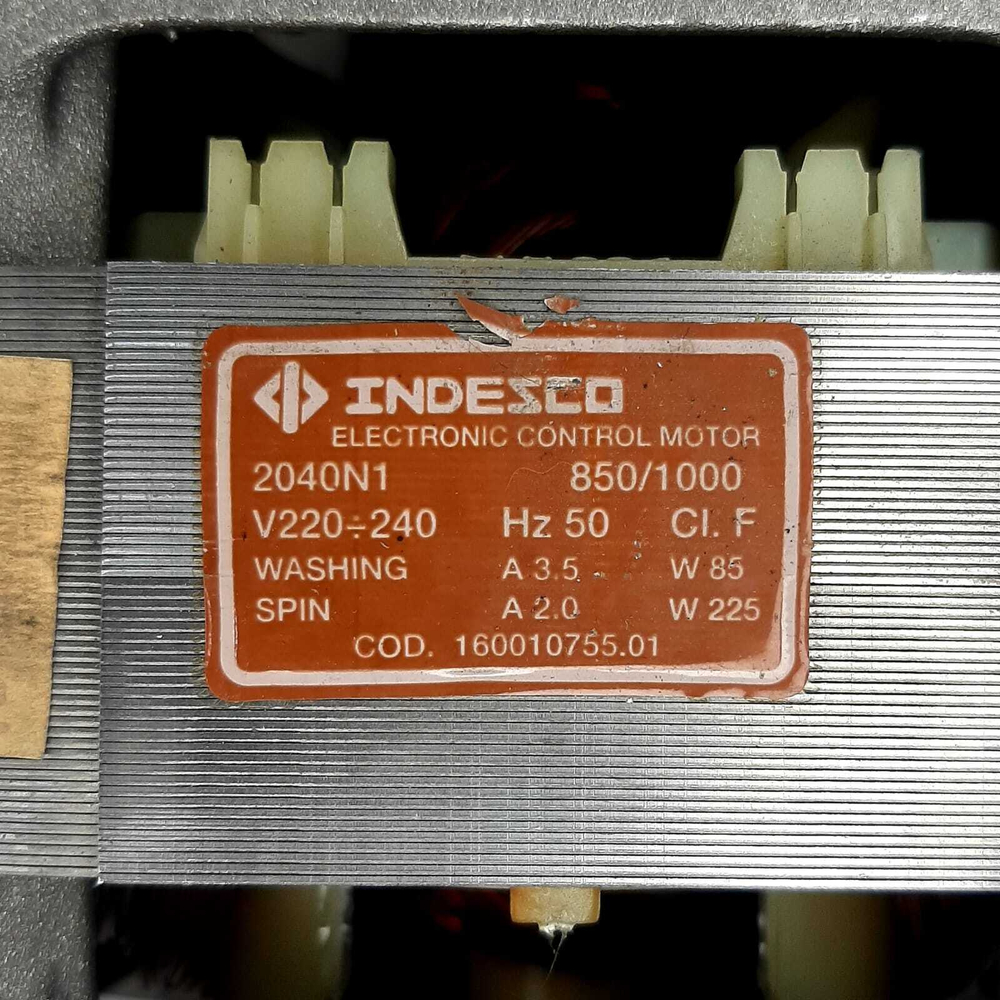 INDESCO
ELECTRONIC CONTROL MOTOR
2040N1 850/1000
V220÷240 Hz 50 Cl. F
WASHING A 3.5 W 85
SPIN A 2.0 W 225
COD. 160010755.01